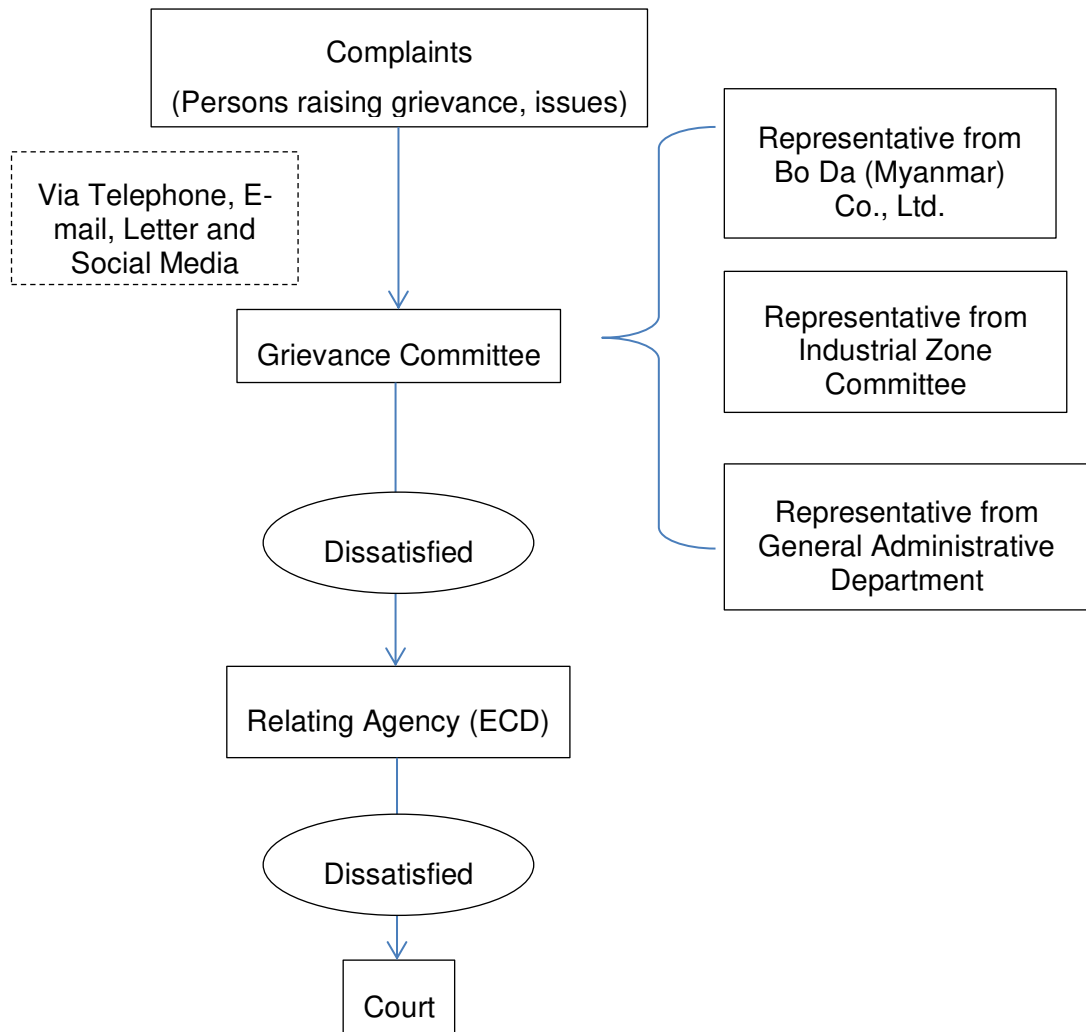 Complaints
(Persons raising grievance, issues)
Via Telephone, E-
mail, Letter and
Social Media
Grievance Committee
Representative from
Bo Da (Myanmar)
Co., Ltd.
Representative from
Industrial Zone
Committee
Representative from
General Administrative
Department
Dissatisfied
Relating Agency (ECD)
Dissatisfied
Court